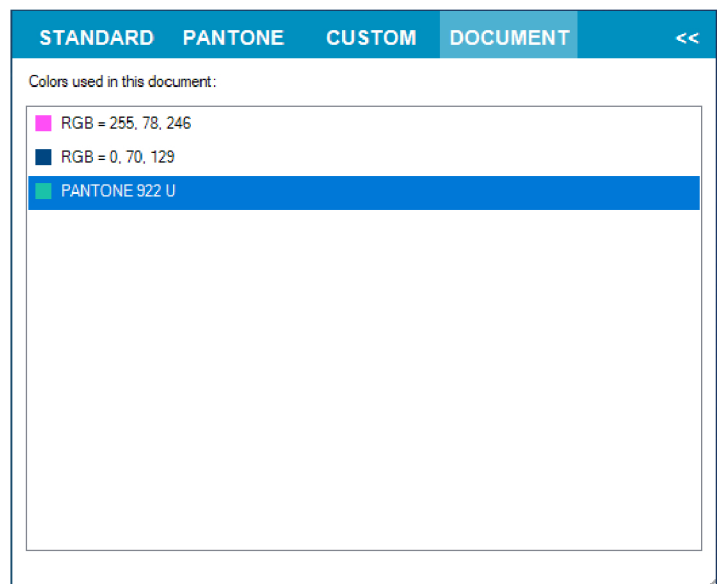 STANDARD PANTONE CUSTOM DOCUMENT <<
Colors used in this document:
RGB = 255, 78, 246
RGB = 0, 70, 129
PANTONE 922 U